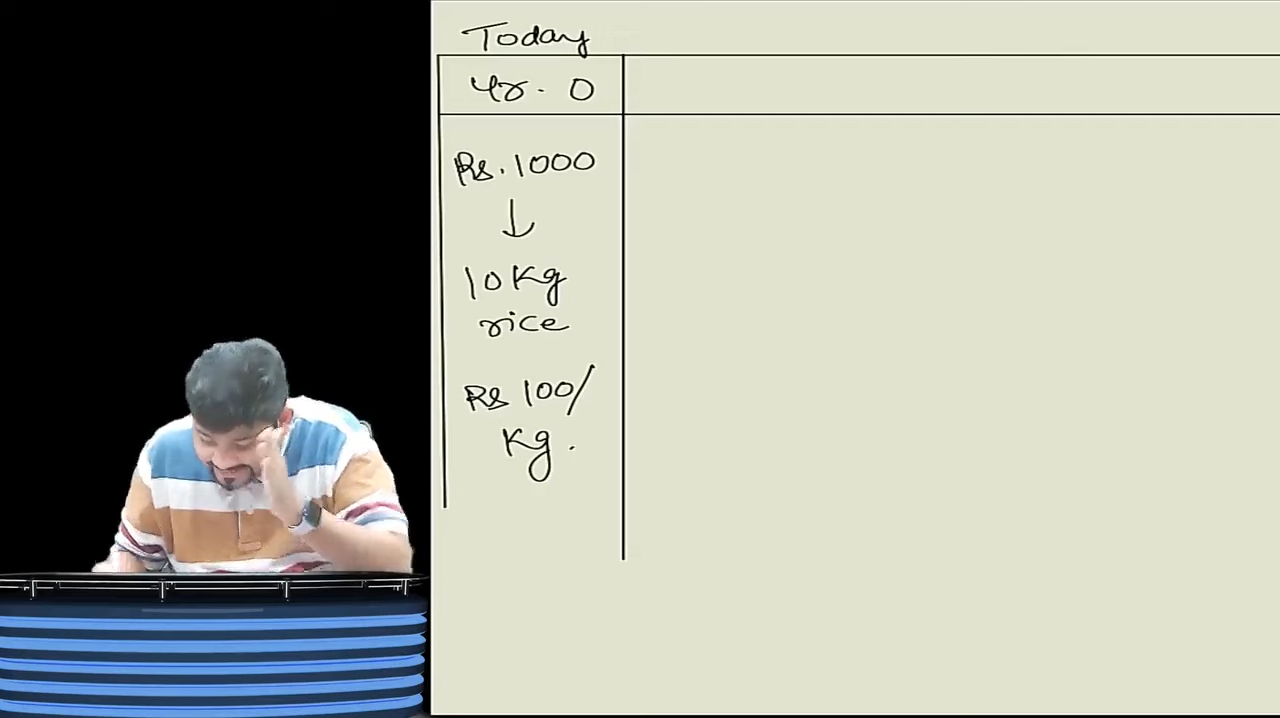 Today
Yr. 0
Rs. 1000
↓
10 Kg
rice
Rs 100/
Kg.